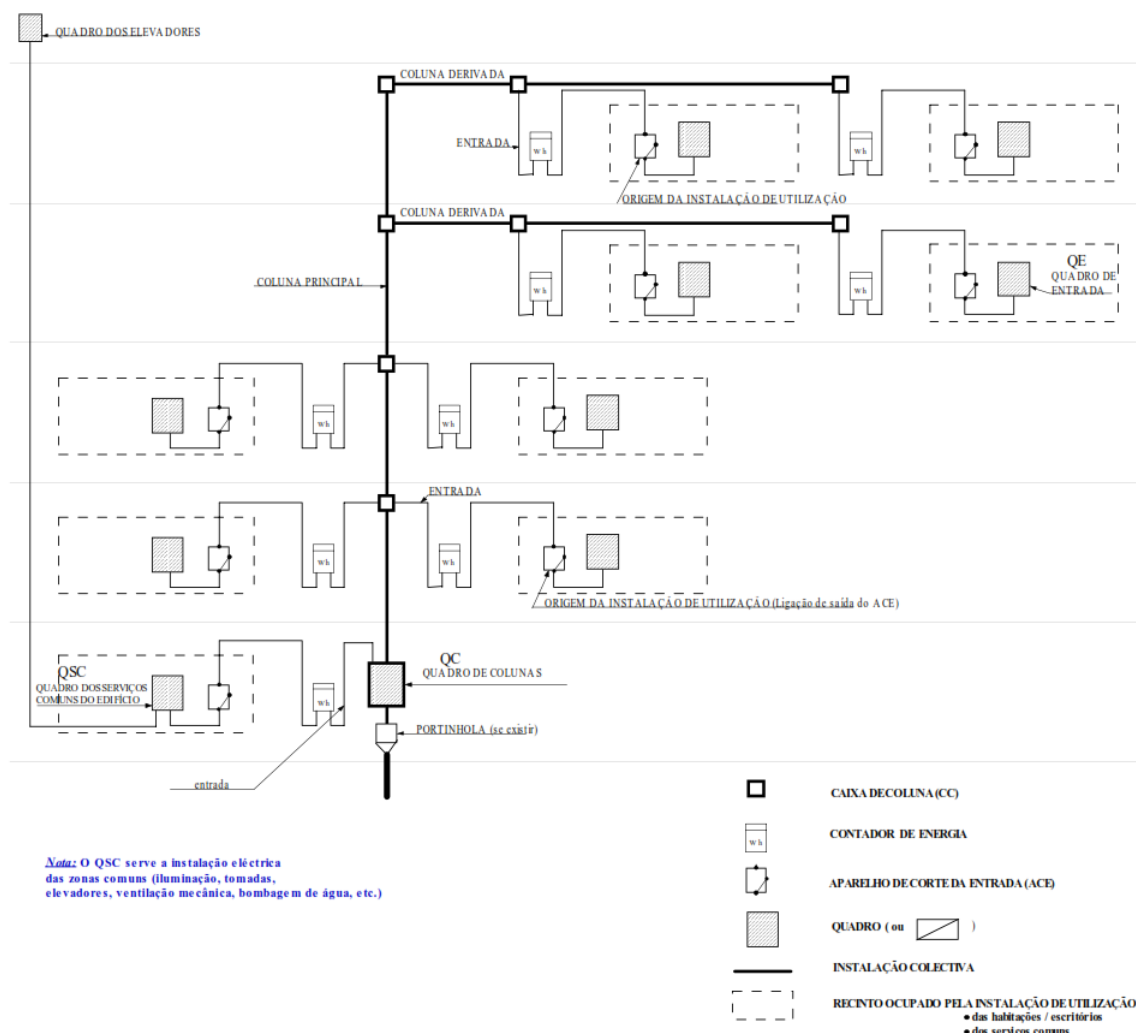 QUADRO DOS ELEVADORES
COLUNA DERIVADA
ENTRADA
Wh
Wh
ORIGEM DA INSTALAÇÃO DE UTILIZAÇÃO
COLUNA DERIVADA
COLUNA PRINCIPAL
Wh
Wh
QE
QUADRO DE
ENTRADA
Wh
Wh
ENTRADA
Wh
Wh
ORIGEM DA INSTALAÇÃO DE UTILIZAÇÃO (Ligação de saída do ACE)
QSC
QUADRO DOS SERVIÇOS
COMUNS DO EDIFÍCIO
Wh
QC
QUADRO DE COLUNAS
PORTINHOLA (se existir)
entrada
Nota: O QSC serve a instalação eléctrica
das zonas comuns (iluminação, tomadas,
elevadores, ventilação mecânica, bombagem de água, etc.)
CAIXA DE COLUNA (CC)
Wh
CONTADOR DE ENERGIA
APARELHO DE CORTE DA ENTRADA (ACE)
QUADRO ( ou )
INSTALAÇÃO COLECTIVA
RECINTO OCUPADO PELA INSTALAÇÃO DE UTILIZAÇÃO
• das habitações / escritórios
• dos serviços comuns